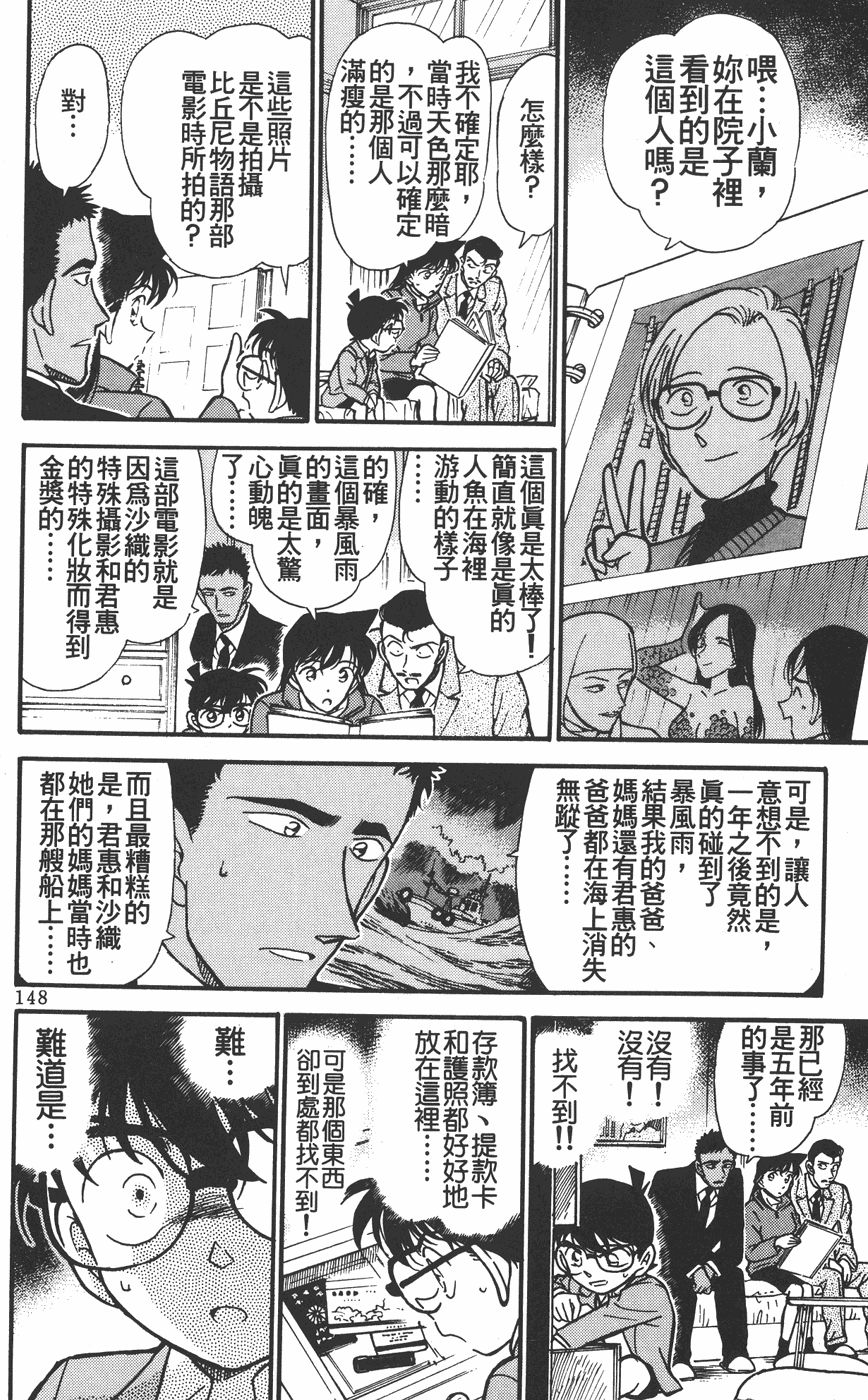 喂…小蘭，
妳在院子裡
看到的是
這個人嗎？
怎麼樣？
我不確定耶，
當時天色那麼暗
，不過可以確定
的是那個人
滿瘦的……
這些照片
是不是拍攝
比丘尼物語那部
電影時所拍的？
對…
這個眞是太棒了！
簡直就像是眞的
人魚在海裡
游動的樣子
……
的確，
這個暴風雨
的畫面，
眞的是太驚
心動魄
了……
這部電影就是
因爲沙織的
特殊攝影和君惠
的特殊化妝而得到
金獎的……
可是，讓人
意想不到的是，
一年之後竟然
眞的碰到了
暴風雨，
結果我的爸爸、
媽媽還有君惠的
爸爸都在海上消失
無蹤了……
而且最糟糕的
是，君惠和沙織
她們的媽媽當時也
都在那艘船上……
148
那已經
是五年前
的事了……
沒有！
沒有！
找不到!!
存款簿、提款卡
和護照都好好地
放在這裡……
可是那個東西
卻到處都找不到！
難…
難道是…